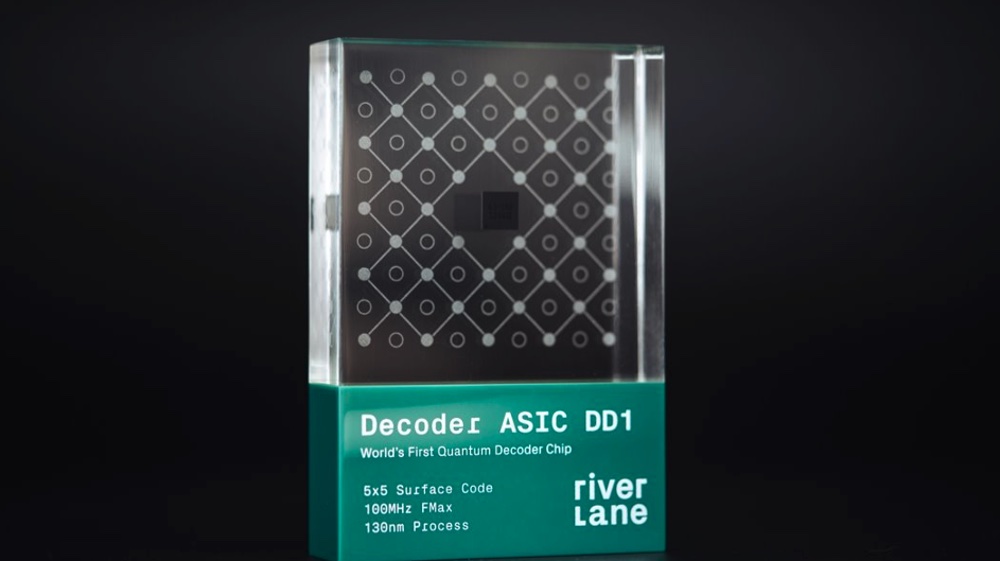 Decoder ASIC DD1
World's First Quantum Decoder Chip
5x5 Surface Code
100MHz FMax
130nm Process
river
Lane